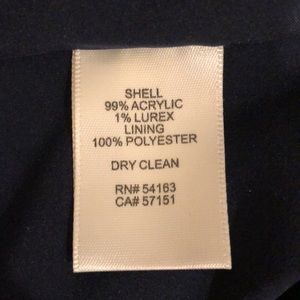 SHELL
99% ACRYLIC
1% LUREX
LINING
100% POLYESTER
DRY CLEAN
RN# 54163
CA# 57151